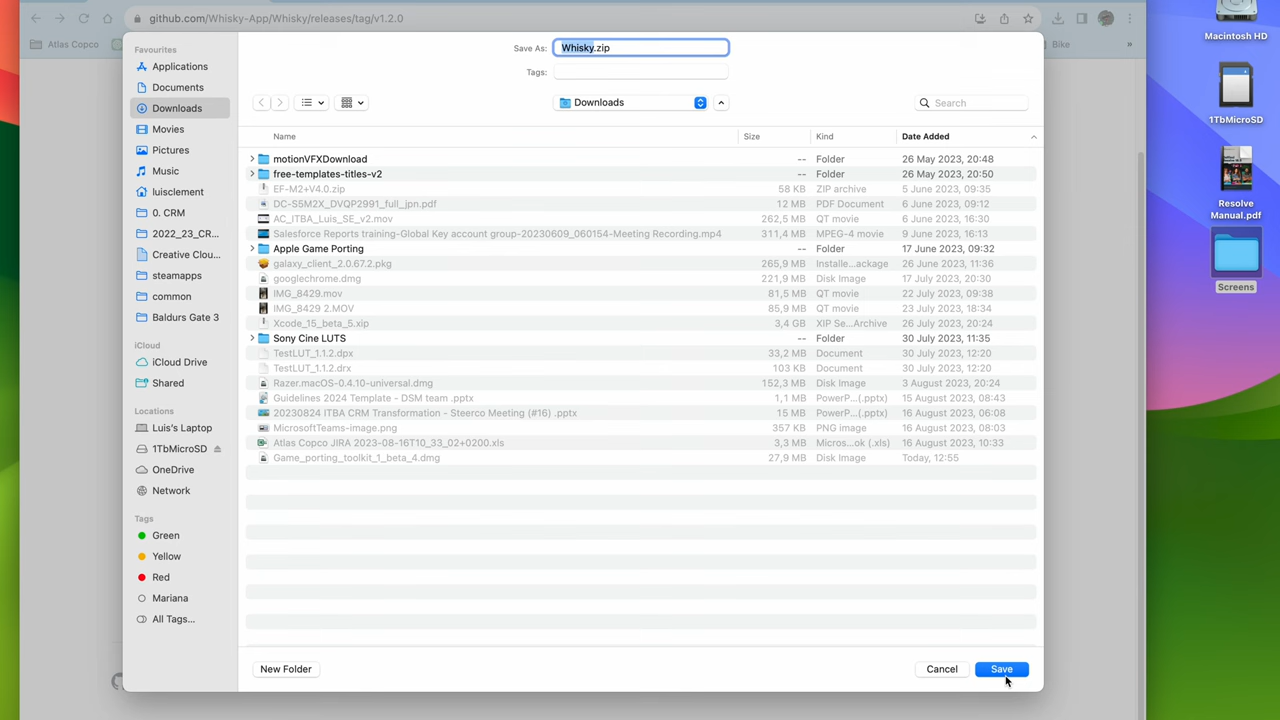 github.com/Whisky-App/Whisky/releases/tag/v1.2.0
Atlas Copco
Bike
»
Macintosh HD
1TbMicroSD
Resolve
Manual.pdf
Screens
Save As: Whisky.zip
Tags:
Downloads
Search
Favourites
Applications
Documents
Downloads
Movies
Pictures
Music
luisclement
0. CRM
2022_23_CR...
Creative Clou...
steamapps
common
Baldurs Gate 3
iCloud
iCloud Drive
Shared
Locations
Luis's Laptop
1TbMicroSD
OneDrive
Network
Tags
Green
Yellow
Red
Mariana
All Tags...
Name Size Kind Date Added
motionVFXDownload -- Folder 26 May 2023, 20:48
free-templates-titles-v2 -- Folder 26 May 2023, 20:50
EF-M2+V4.0.zip 58 KB ZIP archive 5 June 2023, 09:35
DC-S5M2X_DVQP2991_full_jpn.pdf 12 MB PDF Document 6 June 2023, 09:12
AC_ITBA_Luis_SE_v2.mov 262,5 MB QT movie 6 June 2023, 16:30
Salesforce Reports training-Global Key account group-20230609_060154-Meeting Recording.mp4 311,4 MB MPEG-4 movie 9 June 2023, 16:13
Apple Game Porting -- Folder 17 June 2023, 09:32
galaxy_client_2.0.67.2.pkg 265,9 MB Installe...ackage 26 June 2023, 11:36
googlechrome.dmg 221,9 MB Disk Image 17 July 2023, 20:30
IMG_8429.mov 81,5 MB QT movie 22 July 2023, 09:38
IMG_8429 2.MOV 85,9 MB QT movie 23 July 2023, 18:34
Xcode_15_beta_5.xip 3,4 GB XIP Se...Archive 26 July 2023, 20:24
Sony Cine LUTS -- Folder 30 July 2023, 11:35
TestLUT_1.1.2.dpx 33,2 MB Document 30 July 2023, 12:20
TestLUT_1.1.2.drx 103 KB Document 30 July 2023, 12:20
Razer.macOS-0.4.10-universal.dmg 152,3 MB Disk Image 3 August 2023, 20:24
Guidelines 2024 Template - DSM team .pptx 1,1 MB PowerP...(.pptx) 15 August 2023, 08:43
20230824 ITBA CRM Transformation - Steerco Meeting (#16) .pptx 15 MB PowerP...(.pptx) 16 August 2023, 06:08
MicrosoftTeams-image.png 357 KB PNG image 16 August 2023, 08:03
Atlas Copco JIRA 2023-08-16T10_33_02+0200.xls 3,3 MB Micros...ok (.xls) 16 August 2023, 10:33
Game_porting_toolkit_1_beta_4.dmg 27,9 MB Disk Image Today, 12:55
New Folder Cancel Save